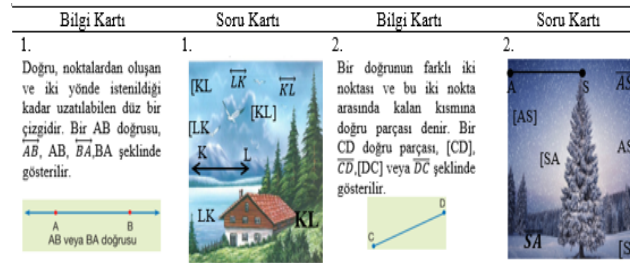 Bilgi Kartı
Soru Kartı
Bilgi Kartı
Soru Kartı
1.
Doğru, noktalardan oluşan
ve iki yönde istenildiği
kadar uzatılabilen düz bir
çizgidir. Bir AB doğrusu,
AB, AB, BA,BA şeklinde
gösterilir.
A B
AB veya BA doğrusu
1.
[KL LK KL
[KL]
[LK
K L
LK
KL
2.
Bir doğrunun farklı iki
noktası ve bu iki nokta
arasında kalan kısmına
doğru parçası denir. Bir
CD doğru parçası, [CD],
CD,[DC] veya DC şeklinde
gösterilir.
D
C
2.
A S
[AS]
[SA
SA